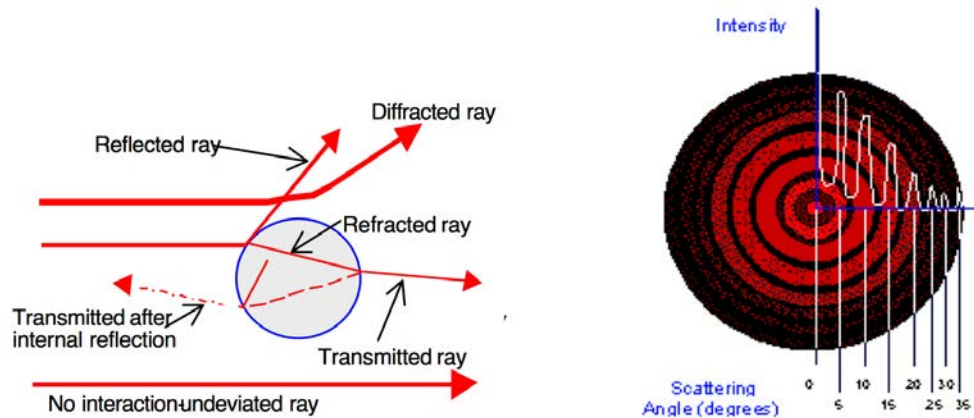 Diffracted ray
Reflected ray
Refracted ray
Transmitted after
internal reflection
Transmitted ray
No interaction-undeviated ray
Intensity
0 10 20 30
5 15 25 35
Scattering
Angle (degrees)